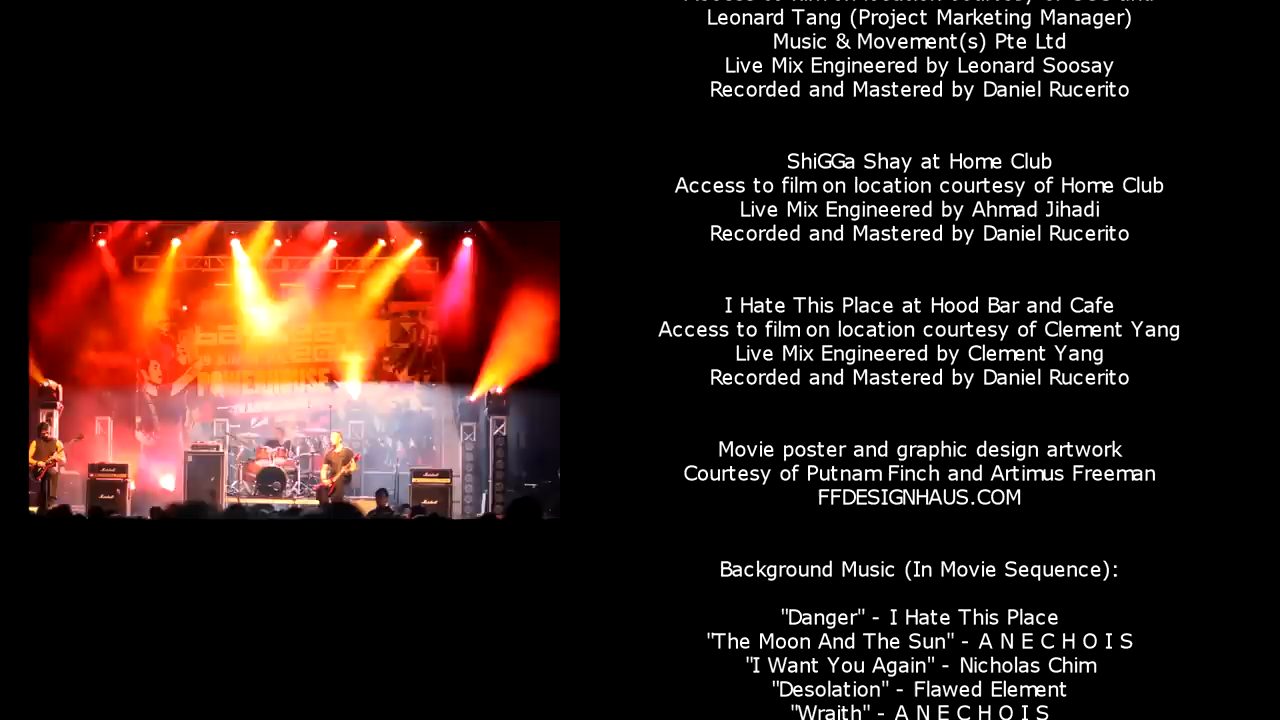 Leonard Tang (Project Marketing Manager)
Music & Movement(s) Pte Ltd
Live Mix Engineered by Leonard Soosay
Recorded and Mastered by Daniel Rucerito
ShiGGa Shay at Home Club
Access to film on location courtesy of Home Club
Live Mix Engineered by Ahmad Jihadi
Recorded and Mastered by Daniel Rucerito
I Hate This Place at Hood Bar and Cafe
Access to film on location courtesy of Clement Yang
Live Mix Engineered by Clement Yang
Recorded and Mastered by Daniel Rucerito
Movie poster and graphic design artwork
Courtesy of Putnam Finch and Artimus Freeman
FFDESIGNHAUS.COM
Background Music (In Movie Sequence):
"Danger" - I Hate This Place
"The Moon And The Sun" - A N E C H O I S
"I Want You Again" - Nicholas Chim
"Desolation" - Flawed Element
"Wraith" - A N E C H O I S
POWERHOUSE
Marshall
Marshall